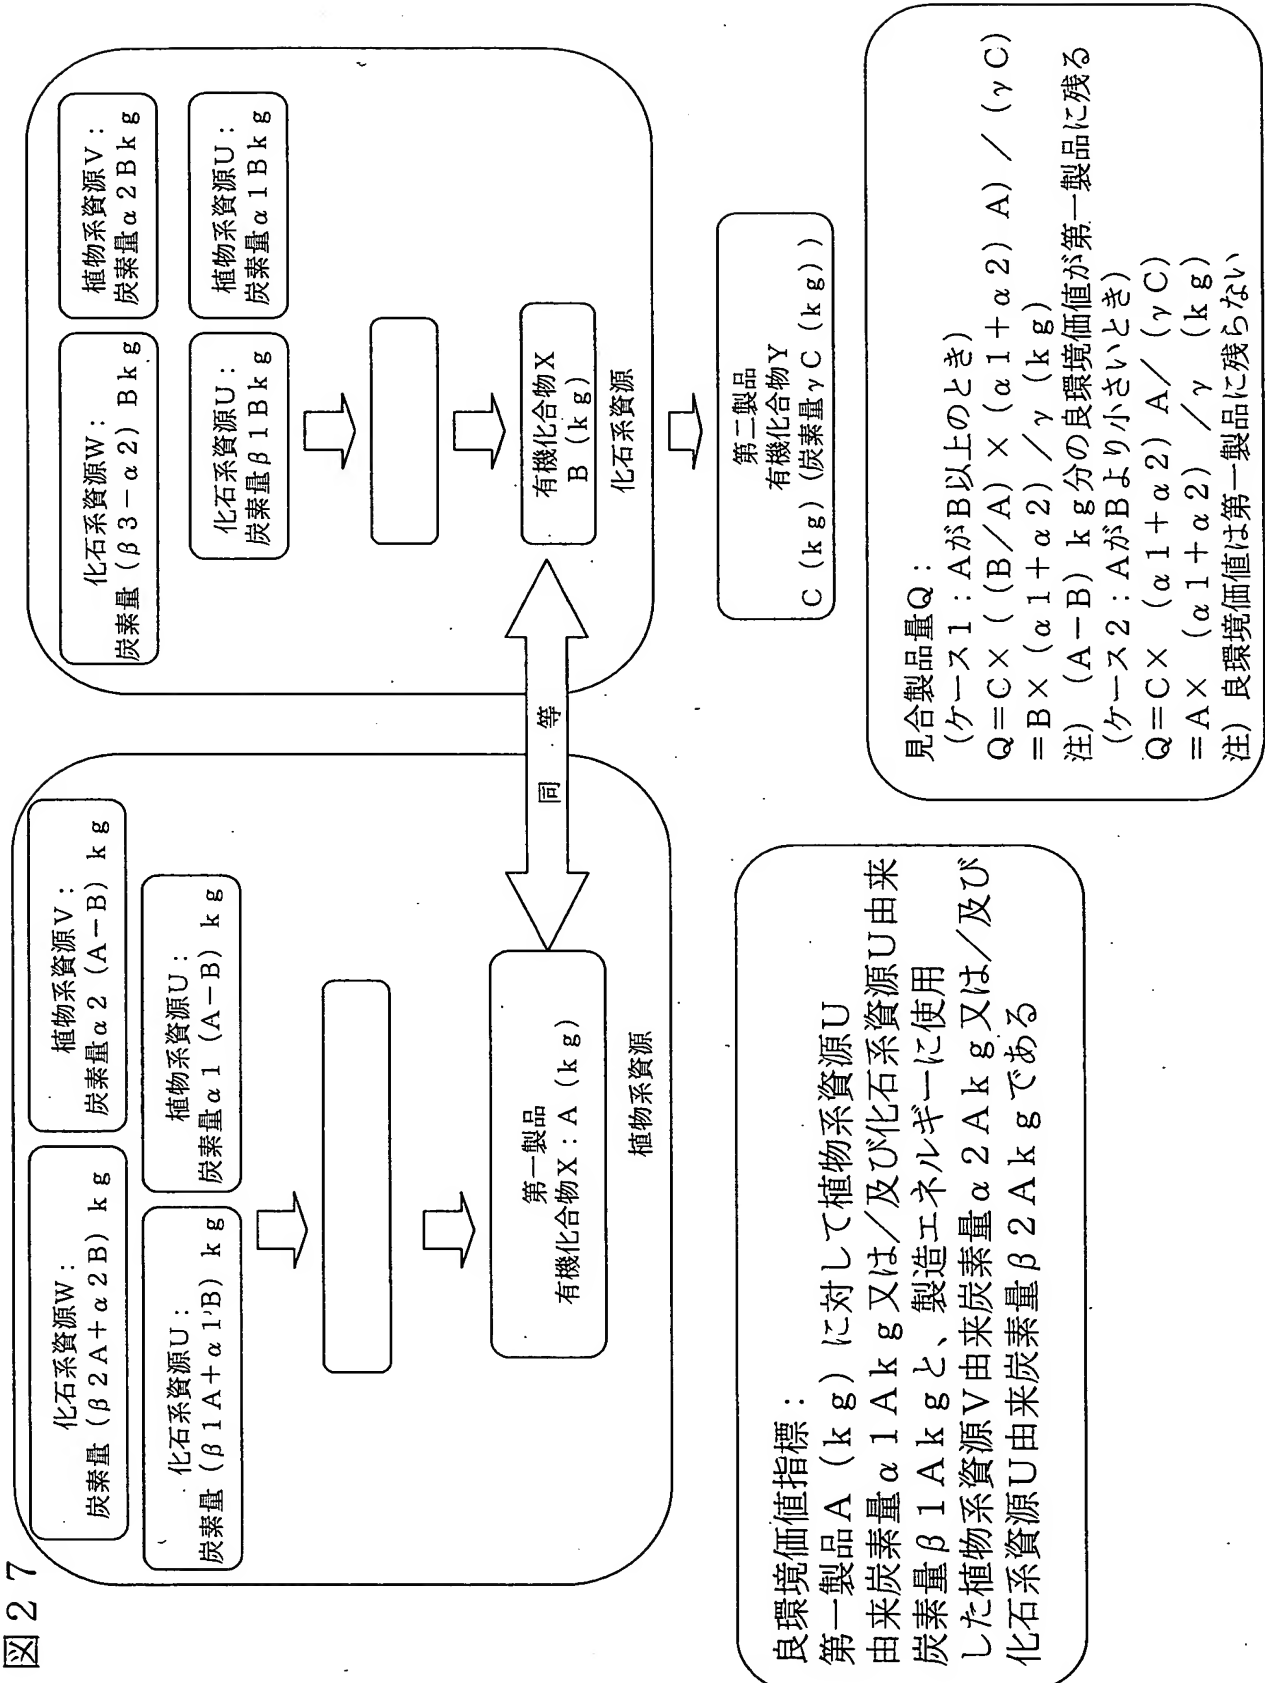 図２７
化石系資源W：
炭素量（β２A＋α２B）kg
植物系資源V：
炭素量α２（A－B）kg
化石系資源U：
炭素量（β１A＋α１B）kg
植物系資源U：
炭素量α１（A－B）kg
第一製品
有機化合物X：A（kg）
植物系資源
同 等
化石系資源W：
炭素量（β３－α２）Bkg
植物系資源V：
炭素量α２Bkg
化石系資源U：
炭素量β１Bkg
植物系資源U：
炭素量α１Bkg
有機化合物X
B（kg）
化石系資源
第二製品
有機化合物Y
C（kg）（炭素量γC（kg））
良環境価値指標：
第一製品A（kg）に対して植物系資源U
由来炭素量α１Akg又は／及び化石系資源U由来
炭素量β１Akgと、製造エネルギーに使用
した植物系資源V由来炭素量α２Akg又は／及び
化石系資源U由来炭素量β２Akgである
見合製品量Q：
（ケース１：AがB以上のとき）
Q＝C×（（B／A）×（α１＋α２）A）／（γC）
＝B×（α１＋α２）／γ（kg）
注）（A－B）kg分の良環境価値が第一製品に残る
（ケース２：AがBより小さいとき）
Q＝C×（α１＋α２）A／（γC）
＝A×（α１＋α２）／γ（kg）
注）良環境価値は第一製品に残らない